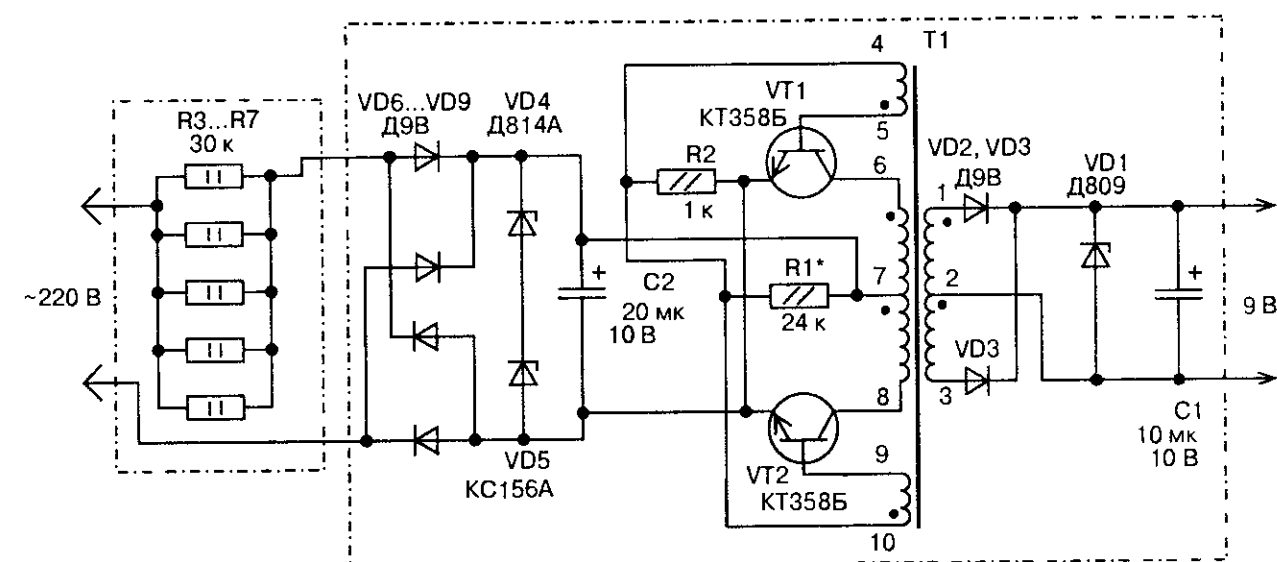 T1
4
VT1
КТ358Б
5
R3...R7
30 к
VD6...VD9
Д9В
VD4
Д814А
R2
1 к
6
VD2, VD3
Д9В
VD1
Д809
1
~220 В
C2
20 мк
10 В
+
R1*
24 к
7
2
+
9 В
VD3
3
8
C1
10 мк
10 В
VD5
КС156А
VT2
КТ358Б
9
10